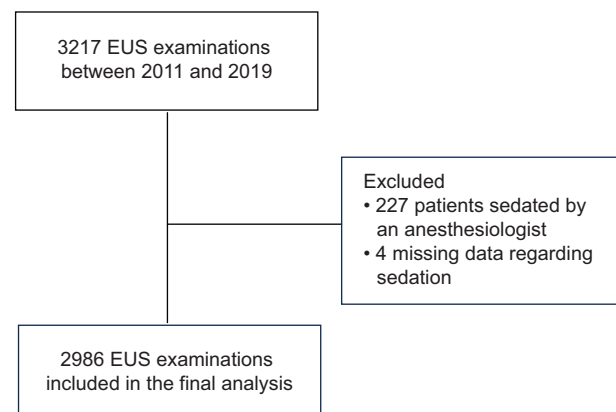 3217 EUS examinations
between 2011 and 2019
Excluded
• 227 patients sedated by
an anesthesiologist
• 4 missing data regarding
sedation
2986 EUS examinations
included in the final analysis